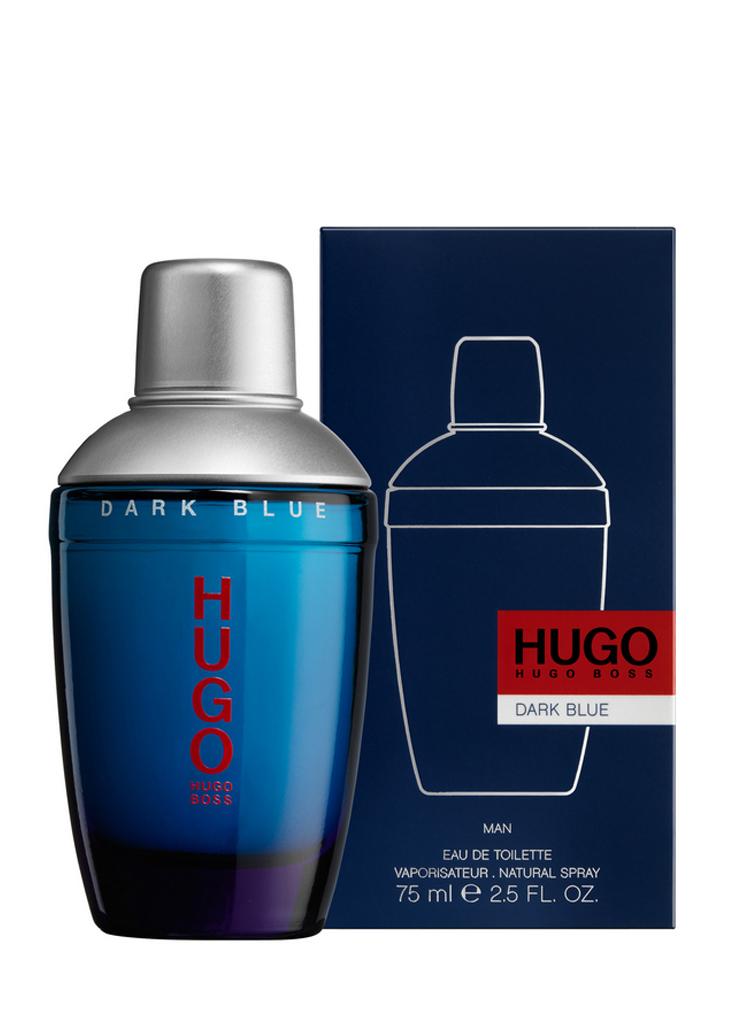 DARK BLUE
HUGO
HUGO
BOSS
HUGO
HUGO BOSS
DARK BLUE
MAN
EAU DE TOILETTE
VAPORISATEUR . NATURAL SPRAY
75 ml ℮ 2.5 FL. OZ.